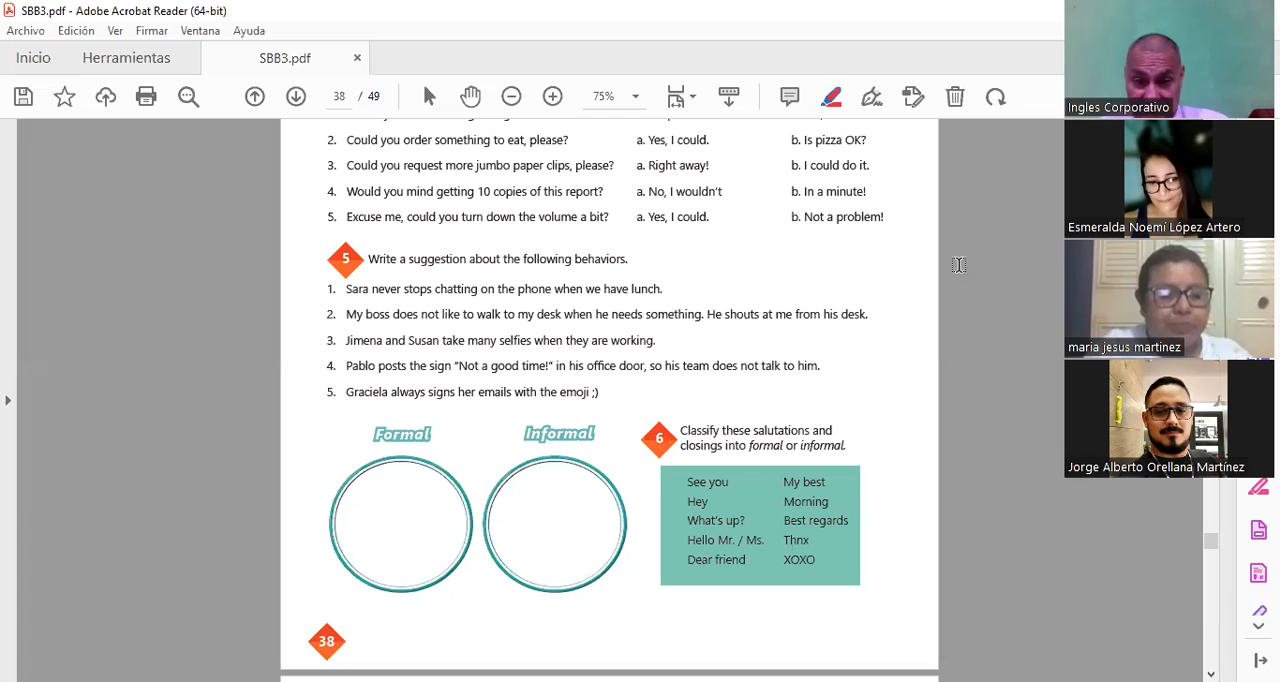 SBB3.pdf - Adobe Acrobat Reader (64-bit)
Archivo Edición Ver Firmar Ventana Ayuda
Inicio Herramientas SBB3.pdf ×
38 / 49 75%
2. Could you order something to eat, please? a. Yes, I could. b. Is pizza OK?
3. Could you request more jumbo paper clips, please? a. Right away! b. I could do it.
4. Would you mind getting 10 copies of this report? a. No, I wouldn't b. In a minute!
5. Excuse me, could you turn down the volume a bit? a. Yes, I could. b. Not a problem!
5 Write a suggestion about the following behaviors.
1. Sara never stops chatting on the phone when we have lunch.
2. My boss does not like to walk to my desk when he needs something. He shouts at me from his desk.
3. Jimena and Susan take many selfies when they are working.
4. Pablo posts the sign “Not a good time!” in his office door, so his team does not talk to him.
5. Graciela always signs her emails with the emoji ;)
Formal Informal
6 Classify these salutations and
closings into formal or informal.
See you My best
Hey Morning
What's up? Best regards
Hello Mr. / Ms. Thnx
Dear friend XOXO
38
Ingles Corporativo
Esmeralda Noemí López Artero
maria jesus martinez
Jorge Alberto Orellana Martínez